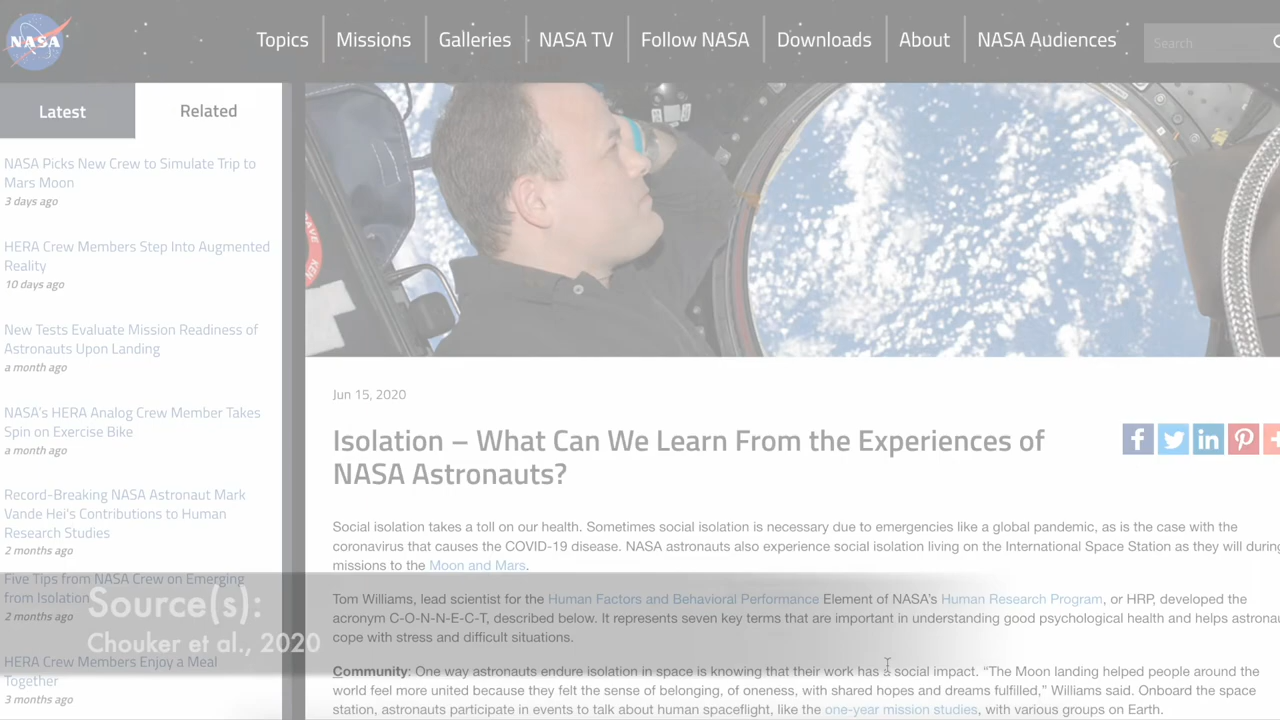 NASA
Topics
Missions
Galleries
NASA TV
Follow NASA
Downloads
About
NASA Audiences
Search
Latest
Related
NASA Picks New Crew to Simulate Trip to
Mars Moon
3 days ago
HERA Crew Members Step Into Augmented
Reality
10 days ago
New Tests Evaluate Mission Readiness of
Astronauts Upon Landing
a month ago
NASA's HERA Analog Crew Member Takes
Spin on Exercise Bike
a month ago
Record-Breaking NASA Astronaut Mark
Vande Hei's Contributions to Human
Research Studies
2 months ago
Five Tips from NASA Crew on Emerging
from Isolation
2 months ago
HERA Crew Members Enjoy a Meal
Together
3 months ago
Jun 15, 2020
Isolation – What Can We Learn From the Experiences of
NASA Astronauts?
Social isolation takes a toll on our health. Sometimes social isolation is necessary due to emergencies like a global pandemic, as is the case with the
coronavirus that causes the COVID-19 disease. NASA astronauts also experience social isolation living on the International Space Station as they will during
missions to the Moon and Mars.
Tom Williams, lead scientist for the Human Factors and Behavioral Performance Element of NASA's Human Research Program, or HRP, developed the
acronym C-O-N-N-E-C-T, described below. It represents seven key terms that are important in understanding good psychological health and helps astronau
cope with stress and difficult situations.
Community: One way astronauts endure isolation in space is knowing that their work has a social impact. “The Moon landing helped people around the
world feel more united because they felt the sense of belonging, of oneness, with shared hopes and dreams fulfilled,” Williams said. Onboard the space
station, astronauts participate in events to talk about human spaceflight, like the one-year mission studies, with various groups on Earth.
Source(s):
Chouker et al., 2020